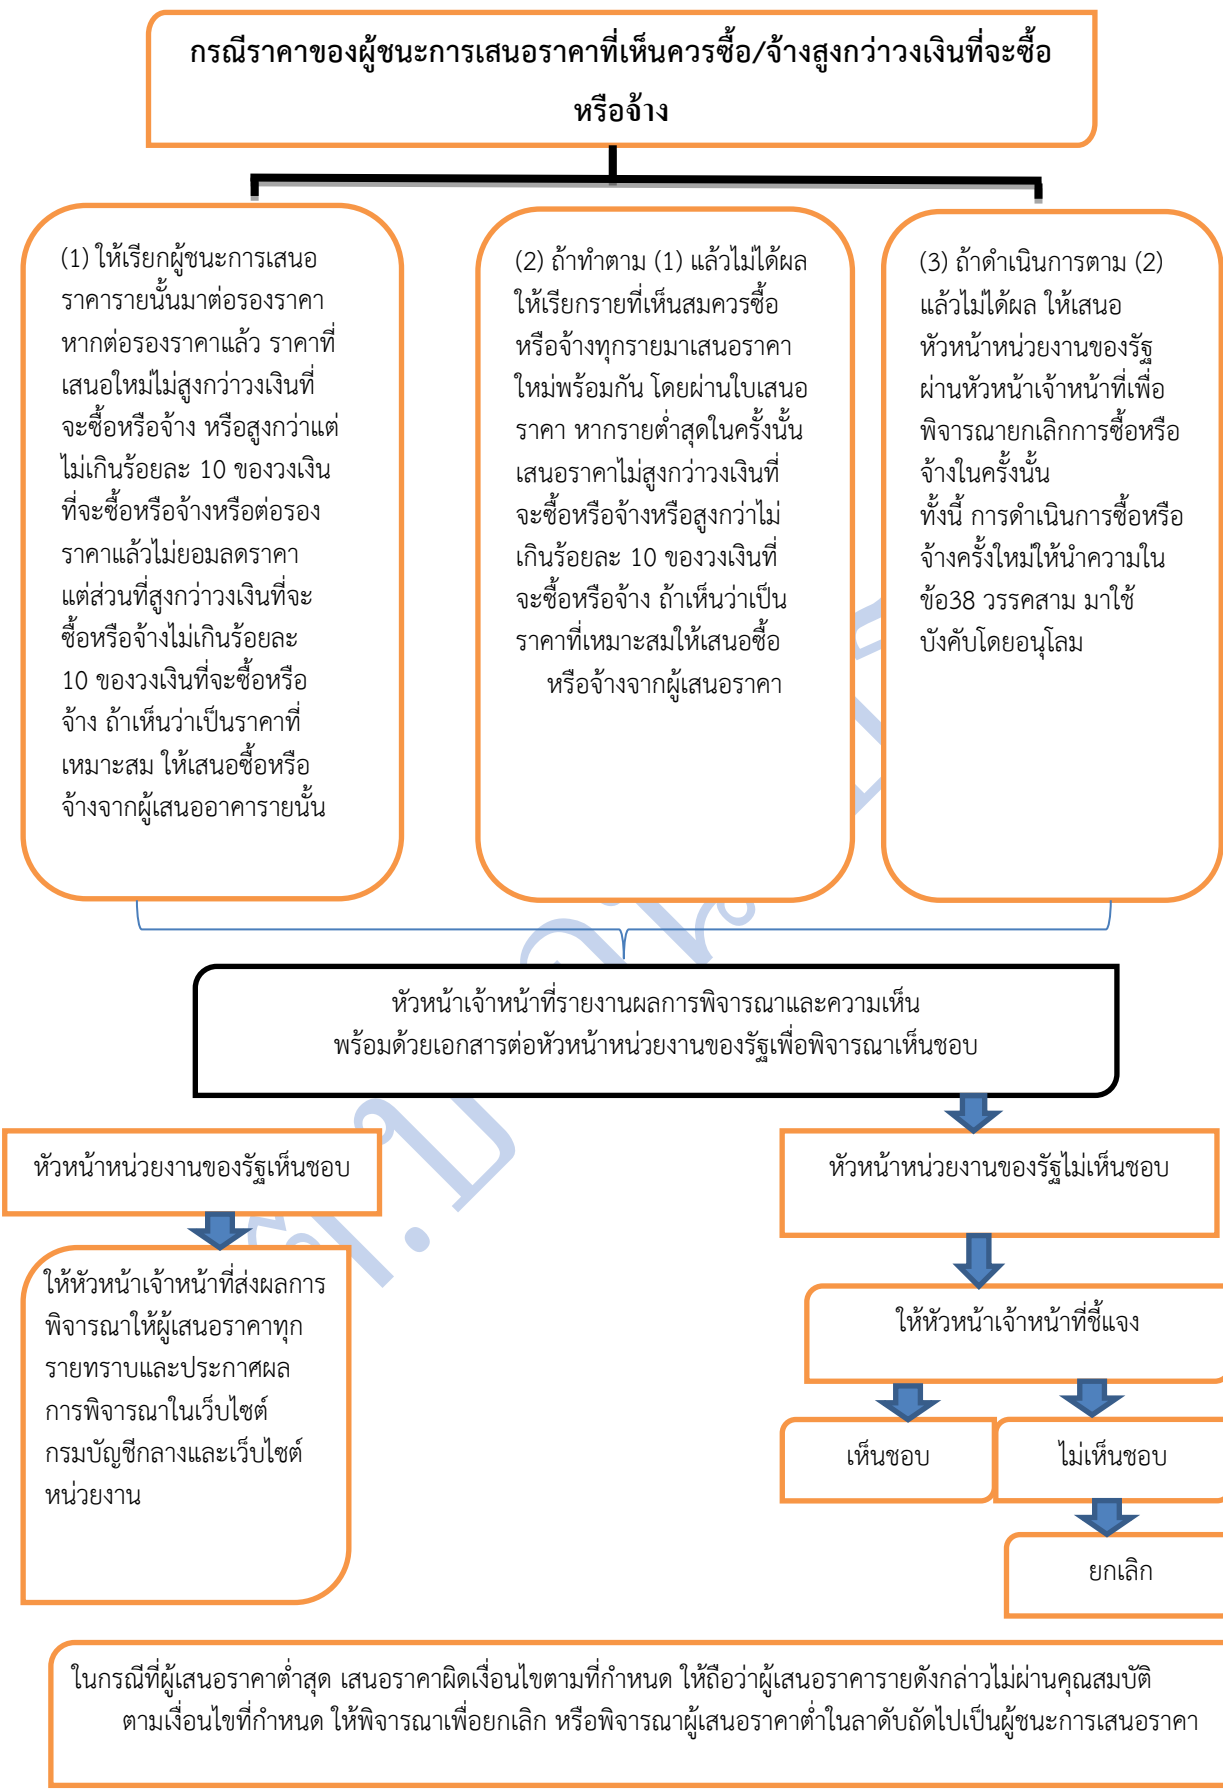 กรณีราคาของผู้ชนะการเสนอราคาที่เห็นควรซื้อ/จ้างสูงกว่าวงเงินที่จะซื้อ
หรือจ้าง
(1) ให้เรียกผู้ชนะการเสนอ
ราคารายนั้นมาต่อรองราคา
หากต่อรองราคาแล้ว ราคาที่
เสนอใหม่ไม่สูงกว่าวงเงินที่
จะซื้อหรือจ้าง หรือสูงกว่าแต่
ไม่เกินร้อยละ 10 ของวงเงิน
ที่จะซื้อหรือจ้างหรือต่อรอง
ราคาแล้วไม่ยอมลดราคา
แต่ส่วนที่สูงกว่าวงเงินที่จะ
ซื้อหรือจ้างไม่เกินร้อยละ
10 ของวงเงินที่จะซื้อหรือ
จ้าง ถ้าเห็นว่าเป็นราคาที่
เหมาะสม ให้เสนอซื้อหรือ
จ้างจากผู้เสนออาคารายนั้น
(2) ถ้าทำตาม (1) แล้วไม่ได้ผล
ให้เรียกรายที่เห็นสมควรซื้อ
หรือจ้างทุกรายมาเสนอราคา
ใหม่พร้อมกัน โดยผ่านใบเสนอ
ราคา หากรายต่ำสุดในครั้งนั้น
เสนอราคาไม่สูงกว่าวงเงินที่
จะซื้อหรือจ้างหรือสูงกว่าไม่
เกินร้อยละ 10 ของวงเงินที่
จะซื้อหรือจ้าง ถ้าเห็นว่าเป็น
ราคาที่เหมาะสมให้เสนอซื้อ
หรือจ้างจากผู้เสนอราคา
(3) ถ้าดำเนินการตาม (2)
แล้วไม่ได้ผล ให้เสนอ
หัวหน้าหน่วยงานของรัฐ
ผ่านหัวหน้าเจ้าหน้าที่เพื่อ
พิจารณายกเลิกการซื้อหรือ
จ้างในครั้งนั้น
ทั้งนี้ การดำเนินการซื้อหรือ
จ้างครั้งใหม่ให้นำความใน
ข้อ38 วรรคสาม มาใช้
บังคับโดยอนุโลม
หัวหน้าเจ้าหน้าที่รายงานผลการพิจารณาและความเห็น
พร้อมด้วยเอกสารต่อหัวหน้าหน่วยงานของรัฐเพื่อพิจารณาเห็นชอบ
หัวหน้าหน่วยงานของรัฐเห็นชอบ
หัวหน้าหน่วยงานของรัฐไม่เห็นชอบ
ให้หัวหน้าเจ้าหน้าที่ส่งผลการ
พิจารณาให้ผู้เสนอราคาทุก
รายทราบและประกาศผล
การพิจารณาในเว็บไซต์
กรมบัญชีกลางและเว็บไซต์
หน่วยงาน
ให้หัวหน้าเจ้าหน้าที่ชี้แจง
เห็นชอบ
ไม่เห็นชอบ
ยกเลิก
ในกรณีที่ผู้เสนอราคาต่ำสุด เสนอราคาผิดเงื่อนไขตามที่กำหนด ให้ถือว่าผู้เสนอราคารายดังกล่าวไม่ผ่านคุณสมบัติ
ตามเงื่อนไขที่กำหนด ให้พิจารณาเพื่อยกเลิก หรือพิจารณาผู้เสนอราคาต่ำในลาดับถัดไปเป็นผู้ชนะการเสนอราคา